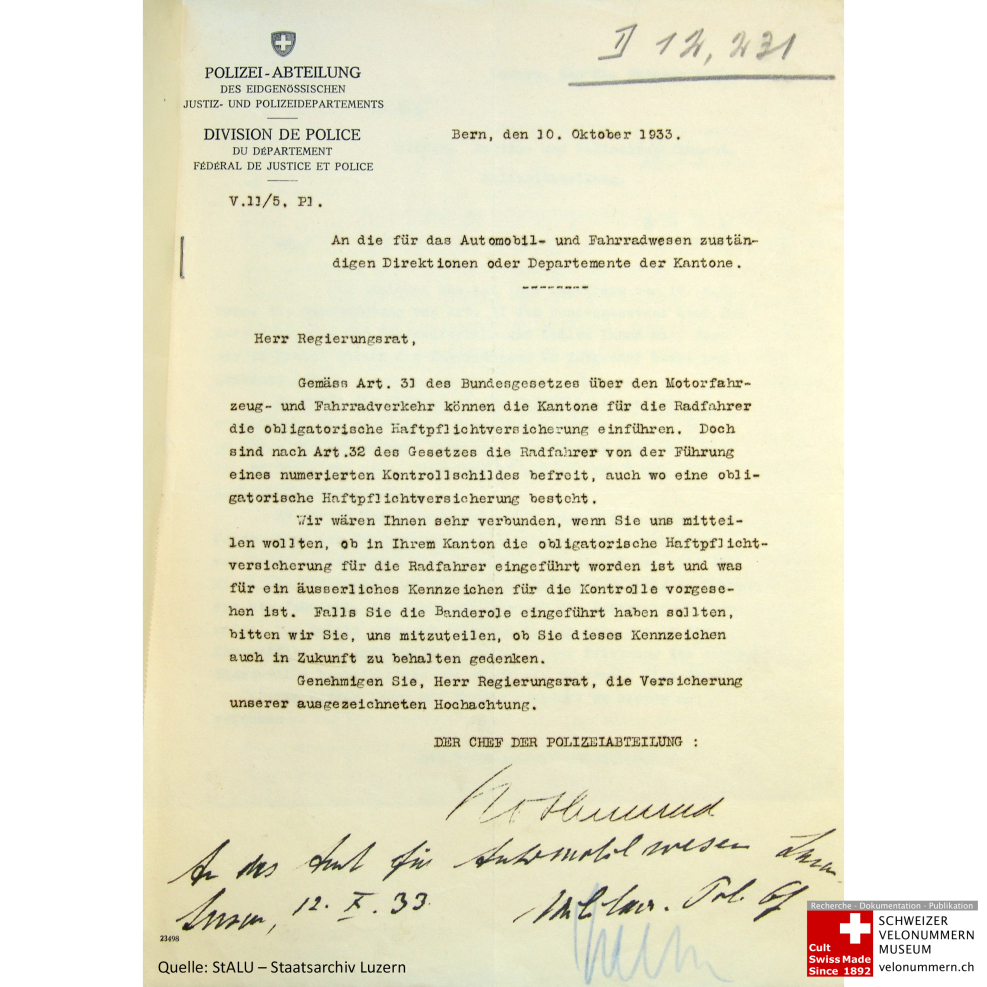 II 12,231
POLIZEI-ABTEILUNG
DES EIDGENÖSSISCHEN
JUSTIZ- UND POLIZEIDEPARTEMENTS
DIVISION DE POLICE
DU DÉPARTEMENT
FÉDÉRAL DE JUSTICE ET POLICE
Bern, den 10. Oktober 1933.
V.11/5. Pl.
An die für das Automobil- und Fahrradwesen zustän-
digen Direktionen oder Departemente der Kantone.
Herr Regierungsrat,
Gemäss Art. 31 des Bundesgesetzes über den Motorfahr-
zeug- und Fahrradverkehr können die Kantone für die Radfahrer
die obligatorische Haftpflichtversicherung einführen. Doch
sind nach Art.32 des Gesetzes die Radfahrer von der Führung
eines numerierten Kontrollschildes befreit, auch wo eine obli-
gatorische Haftpflichtversicherung besteht.
Wir wären Ihnen sehr verbunden, wenn Sie uns mittei-
len wollten, ob in Ihrem Kanton die obligatorische Haftpflicht-
versicherung für die Radfahrer eingeführt worden ist und was
für ein äusserliches Kennzeichen für die Kontrolle vorgese-
hen ist. Falls Sie die Banderole eingeführt haben sollten,
bitten wir Sie, uns mitzuteilen, ob Sie dieses Kennzeichen
auch in Zukunft zu behalten gedenken.
Genehmigen Sie, Herr Regierungsrat, die Versicherung
unserer ausgezeichneten Hochachtung.
DER CHEF DER POLIZEIABTEILUNG :
An das Amt für Automobilwesen
Luzern, 12. X. 33.
23498
Quelle: StALU – Staatsarchiv Luzern
Recherche - Dokumentation - Publikation
Cult
Swiss Made
Since 1892
SCHWEIZER
VELONUMMERN
MUSEUM
velonummern.ch